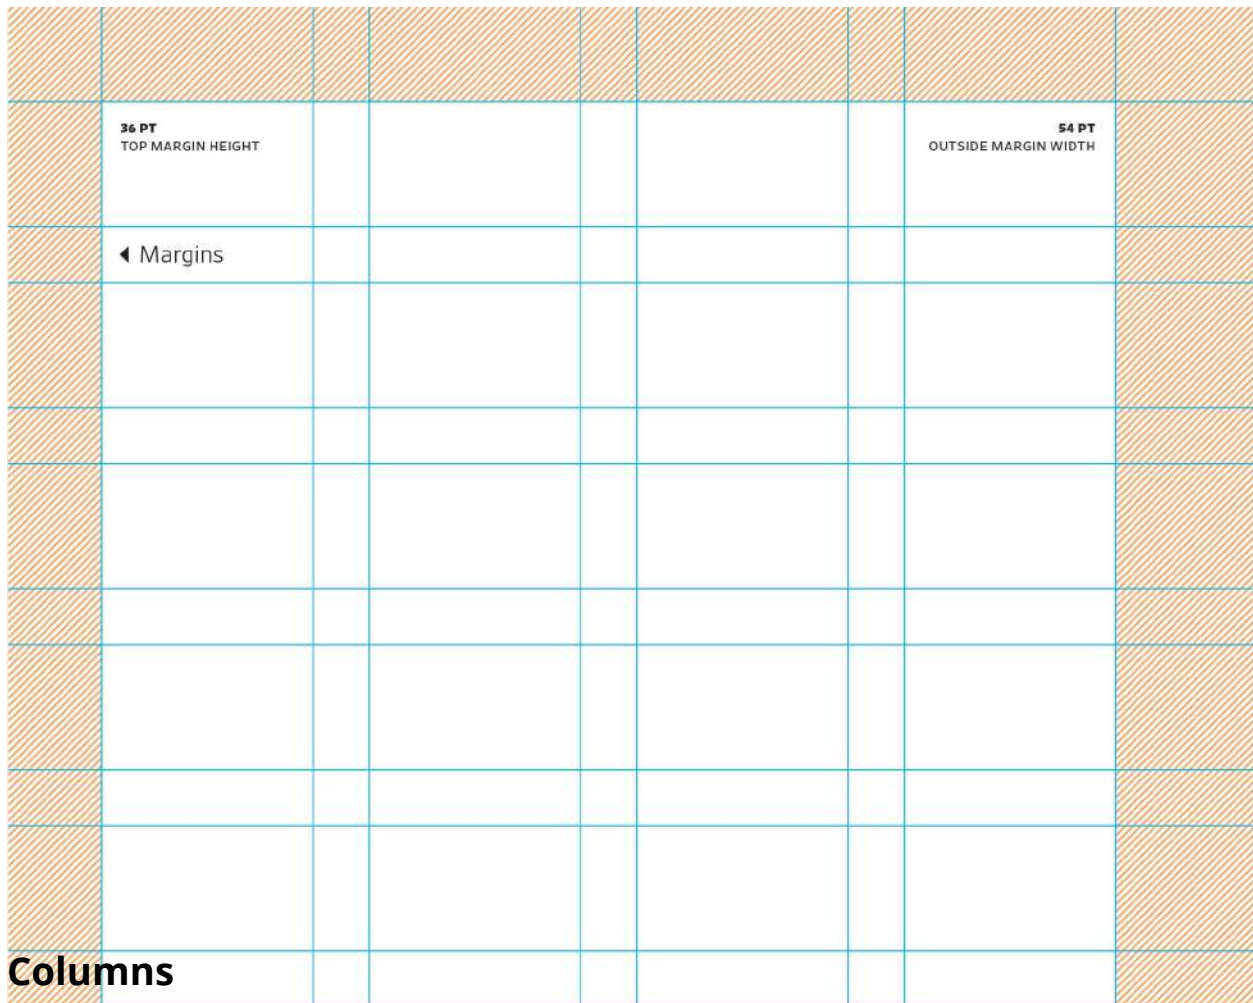 36 PT
TOP MARGIN HEIGHT
54 PT
OUTSIDE MARGIN WIDTH
Margins
Columns